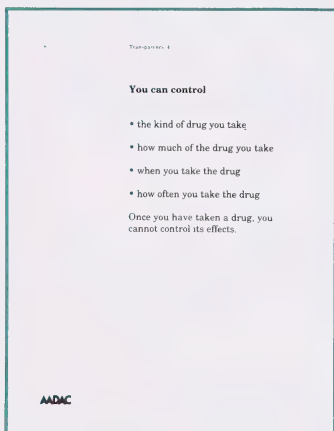 Transparency 4
You can control
• the kind of drug you take
• how much of the drug you take
• when you take the drug
• how often you take the drug
Once you have taken a drug, you
cannot control its effects.
AADAC